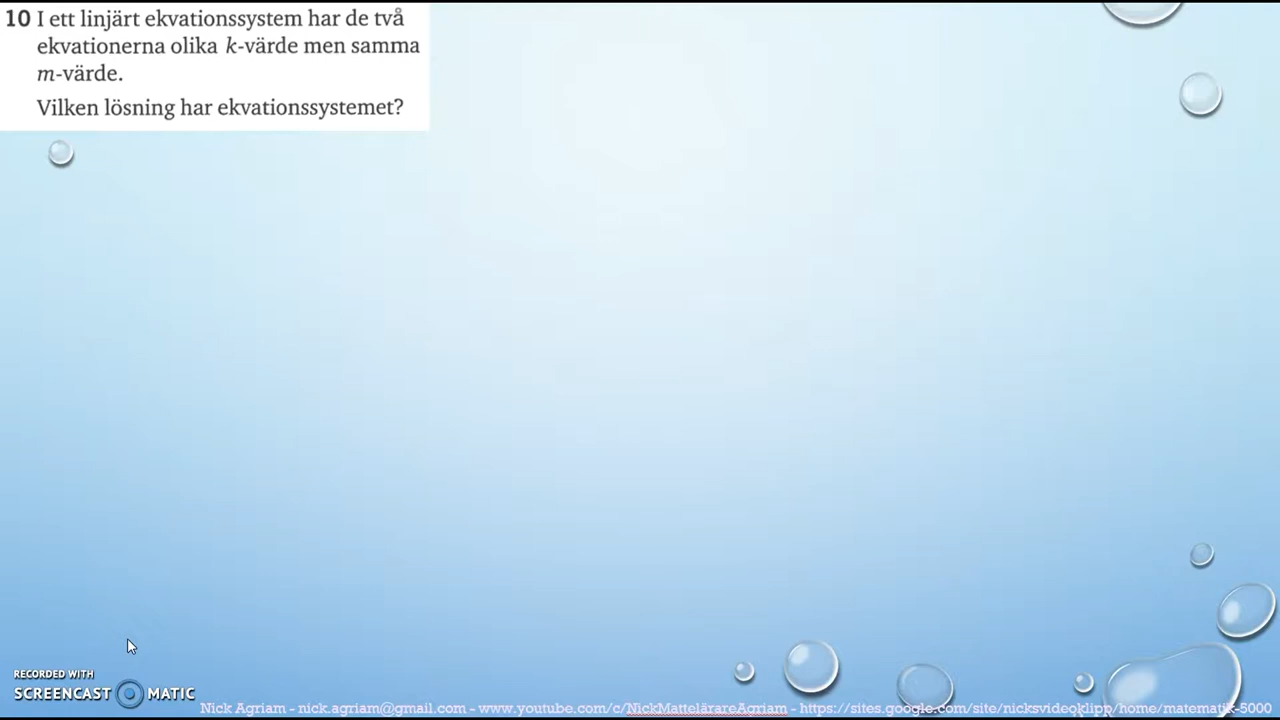 10 I ett linjärt ekvationssystem har de två
ekvationerna olika k-värde men samma
m-värde.
Vilken lösning har ekvationssystemet?
RECORDED WITH
SCREENCAST MATIC
Nick Agriam - nick.agriam@gmail.com - www.youtube.com/c/NickMattelärareAgriam - https://sites.google.com/site/nicksvideoklipp/home/matematik-5000